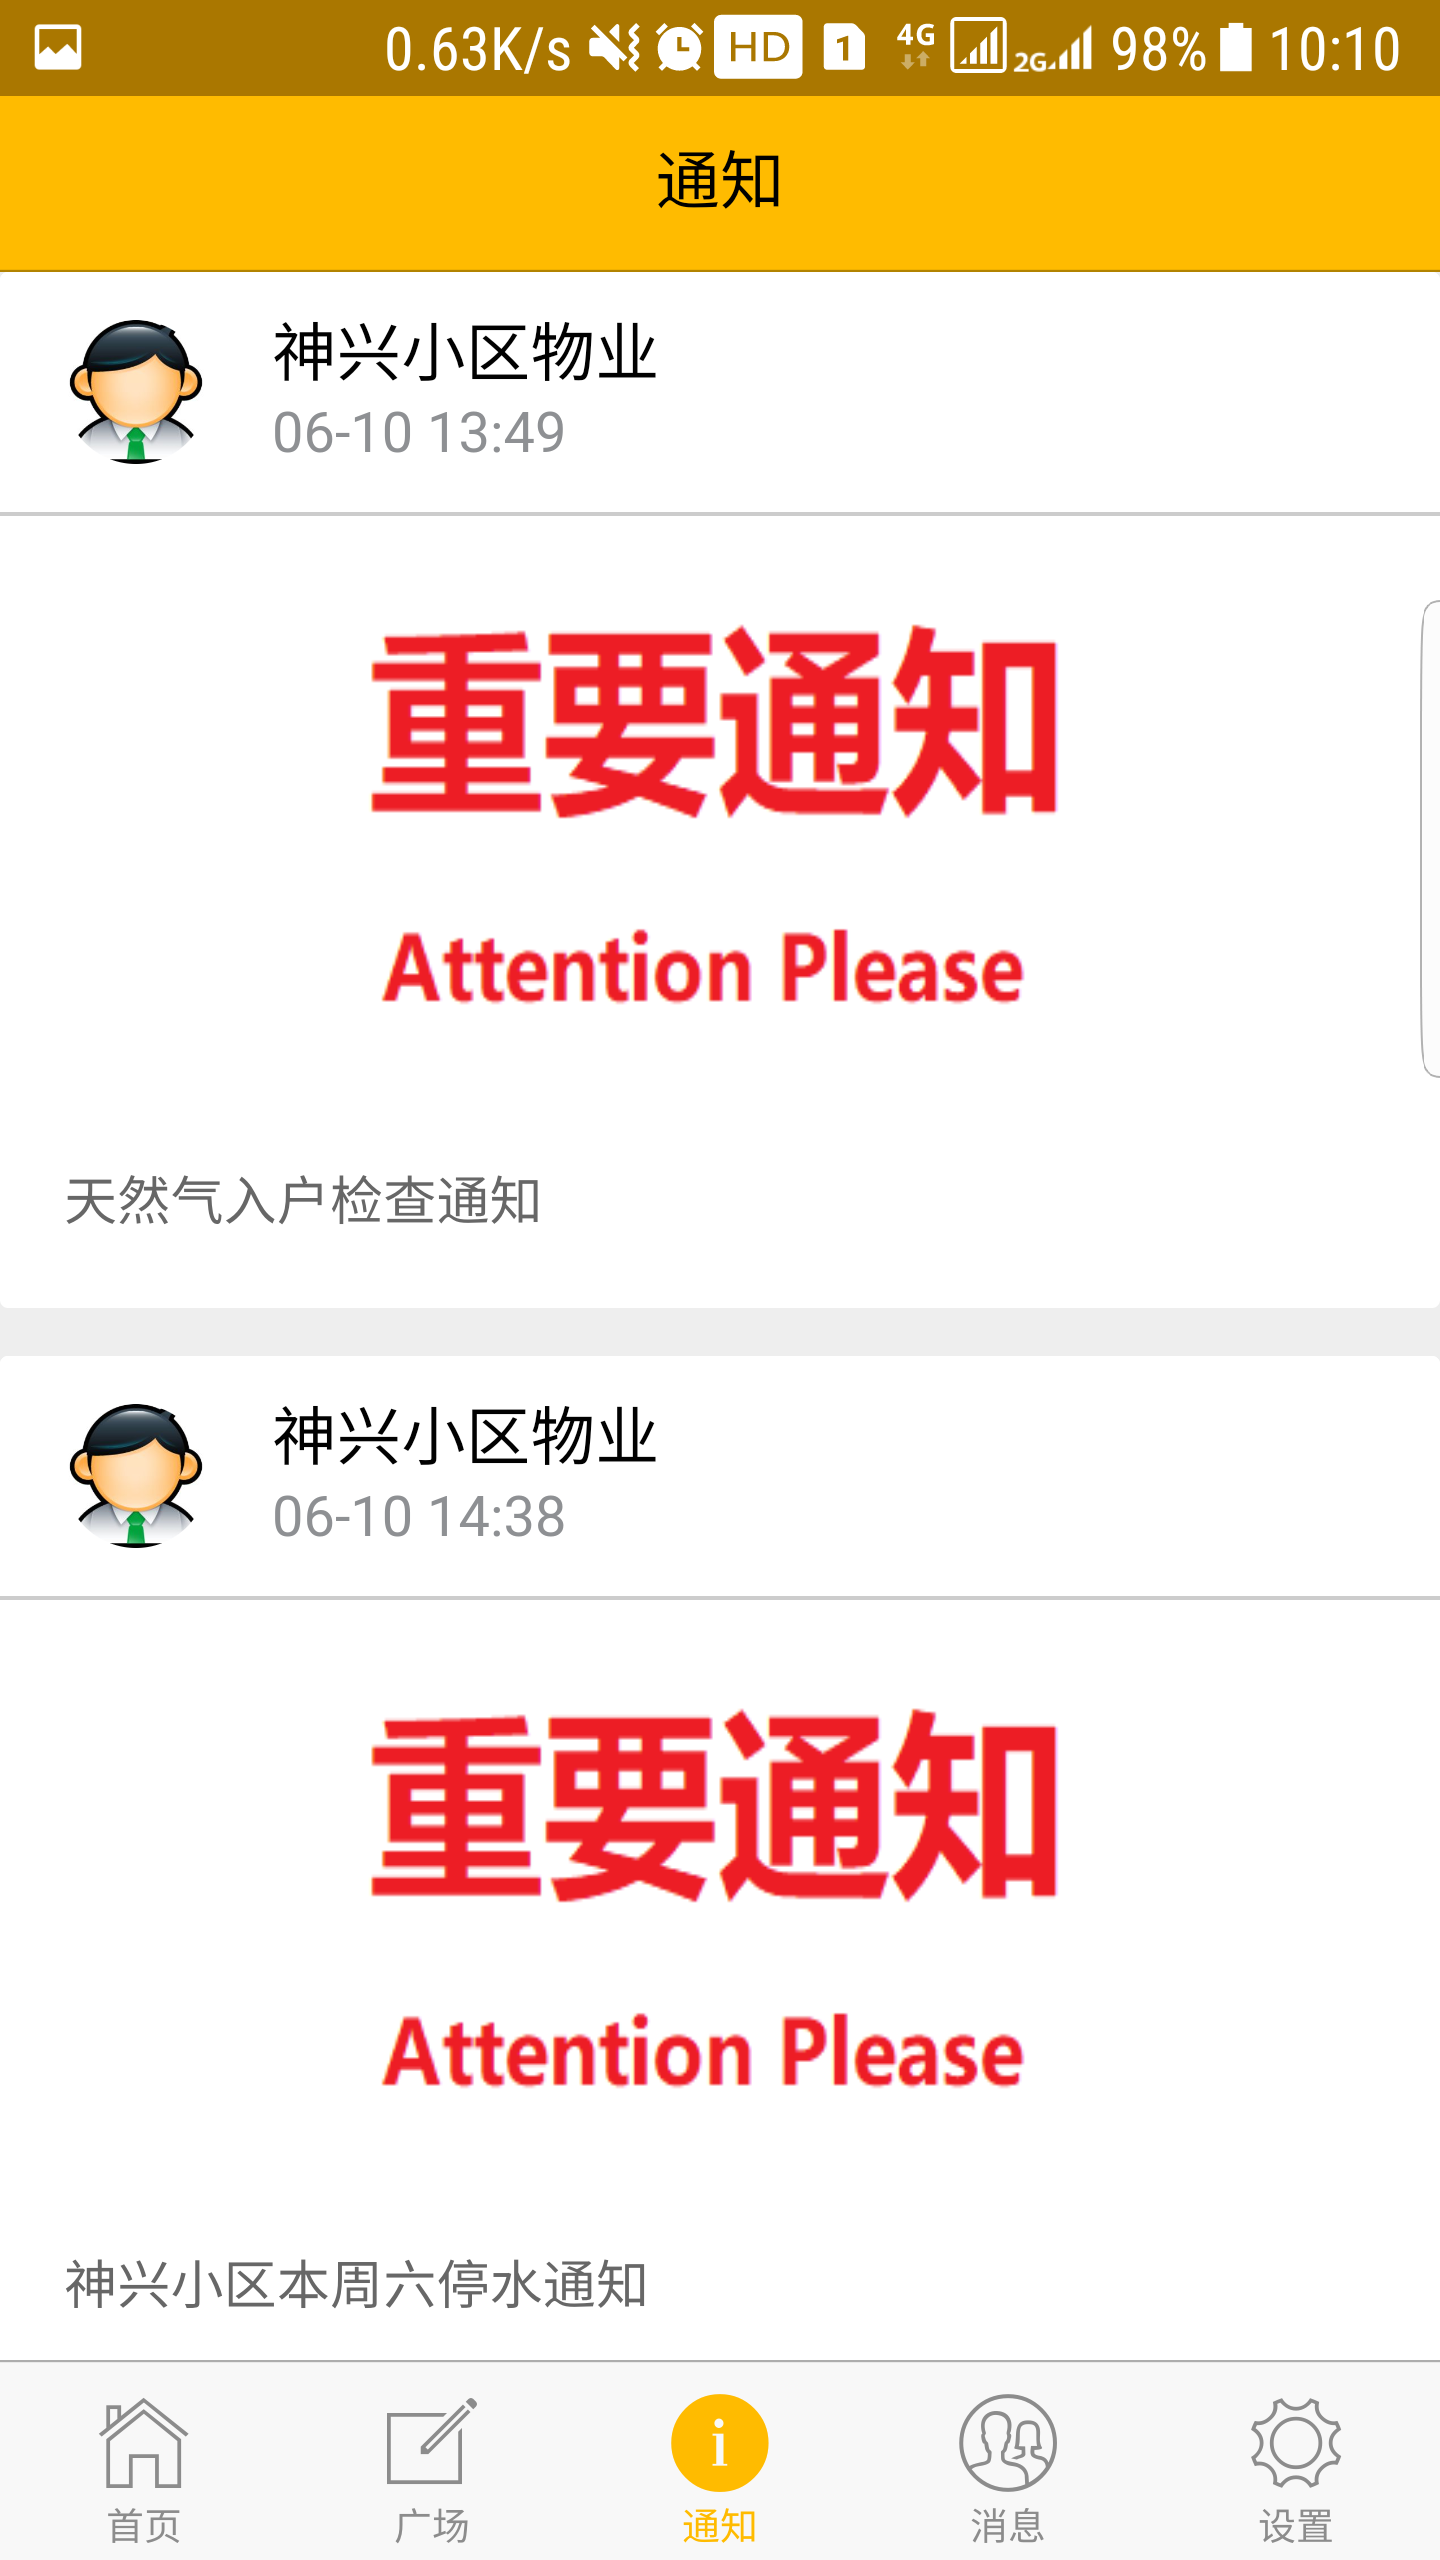 0.63K/s HD 1 4G 2G 98% 10:10
通知
神兴小区物业
06-10 13:49
重要通知
Attention Please
天然气入户检查通知
神兴小区物业
06-10 14:38
重要通知
Attention Please
神兴小区本周六停水通知
首页 广场 通知 消息 设置